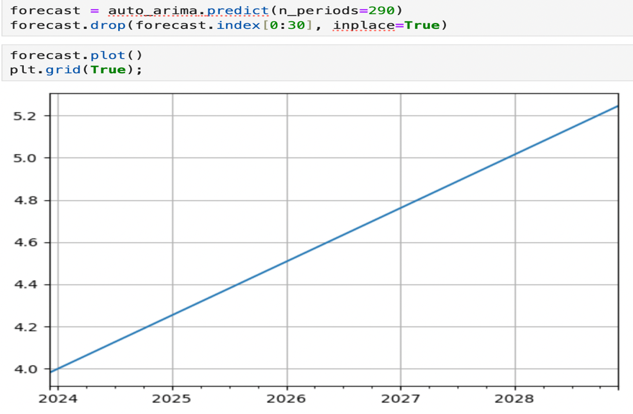 forecast = auto_arima.predict(n_periods=290)
forecast.drop(forecast.index[0:30], inplace=True)
forecast.plot()
plt.grid(True);
5.2
5.0
4.8
4.6
4.4
4.2
4.0
2024 2025 2026 2027 2028